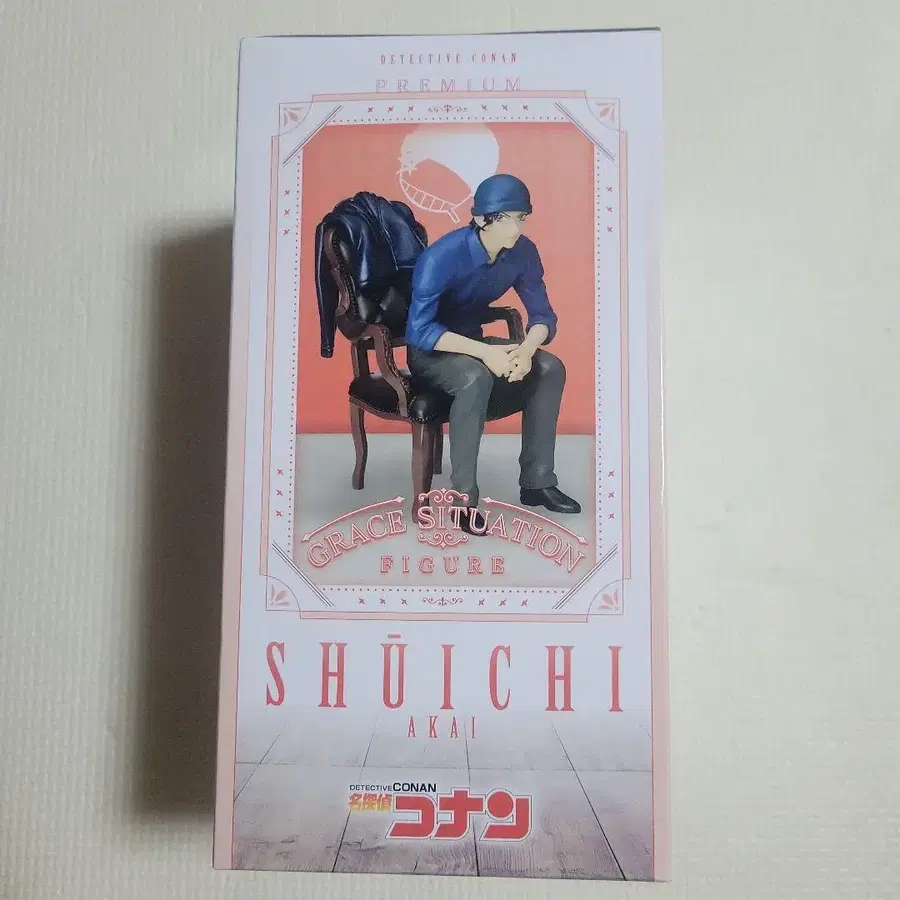 DETECTIVE CONAN
PREMIUM
GRACE SITUATION
FIGURE
SHŪICHI
AKAI
DETECTIVE CONAN
名探偵
コナン